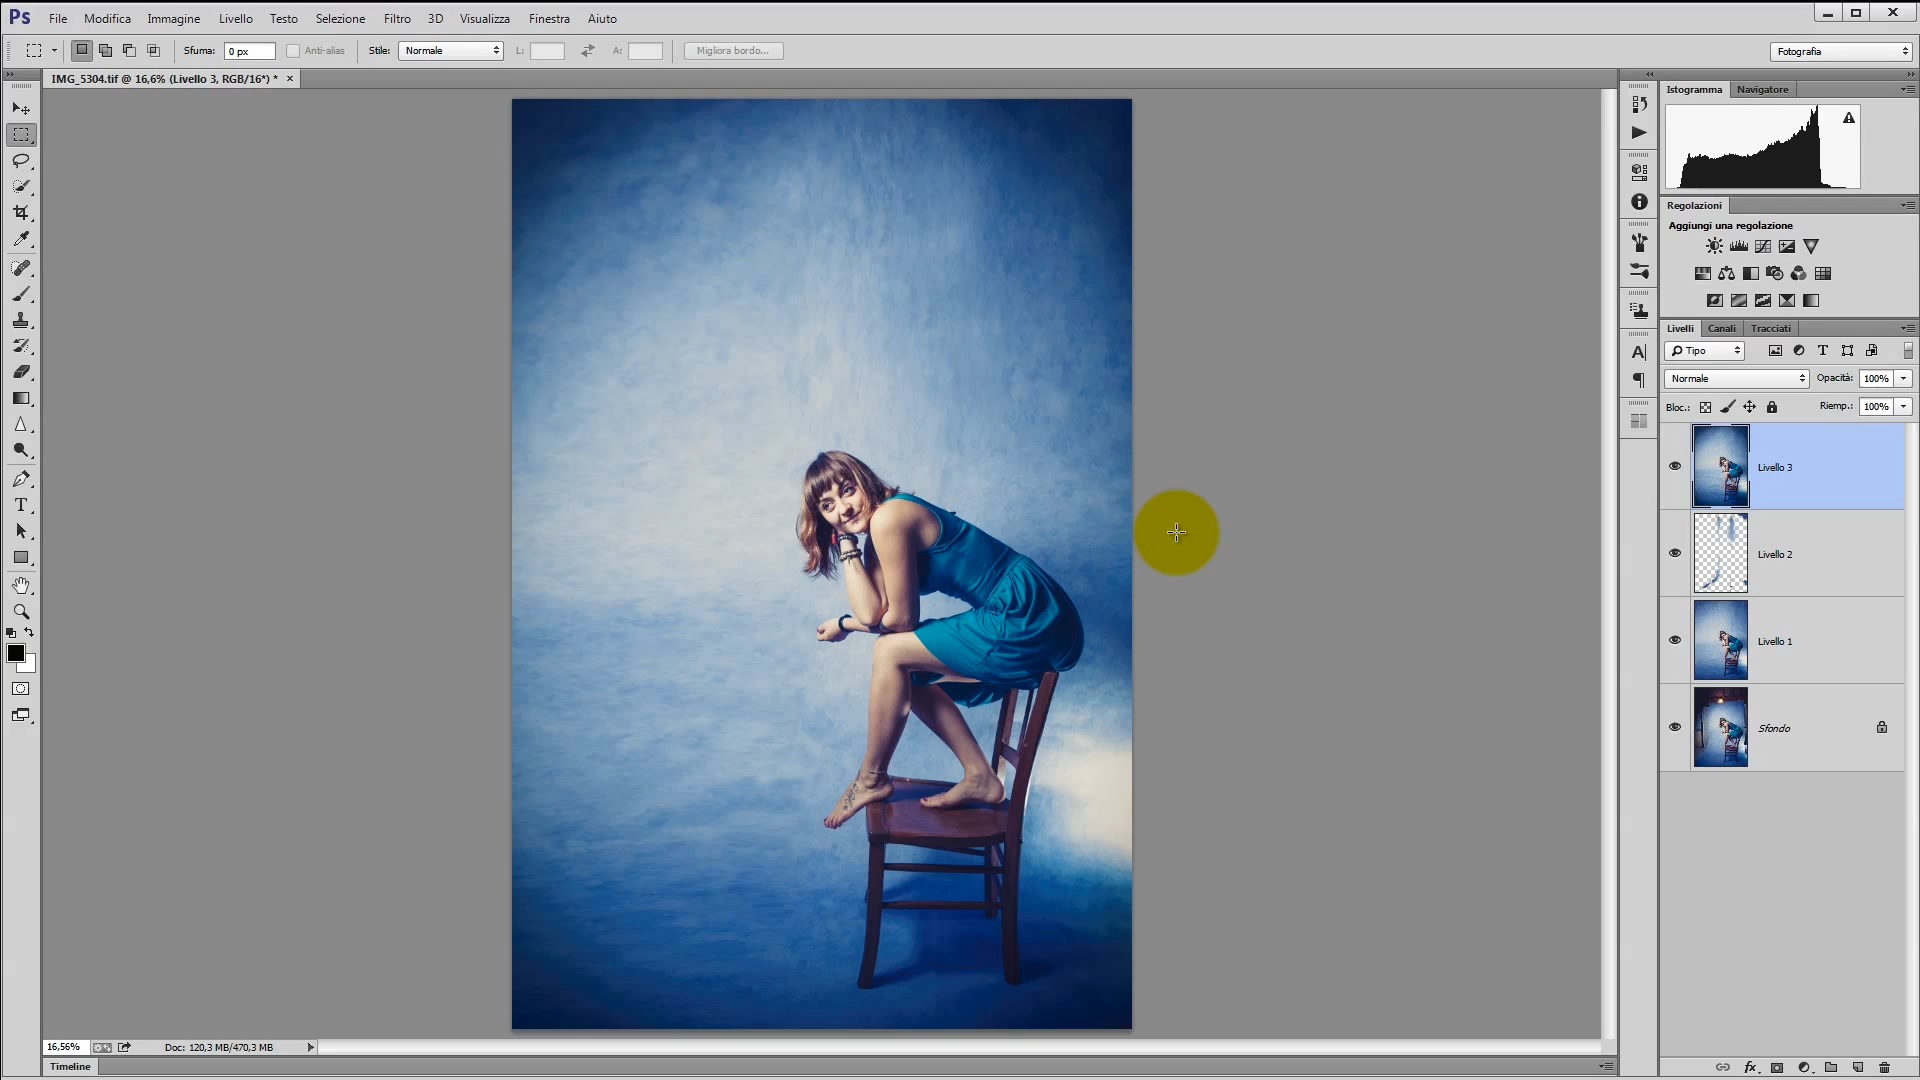 Ps File Modifica Immagine Livello Testo Selezione Filtro 3D Visualizza Finestra Aiuto
Sfuma: 0 px Anti-alias Stile: Normale L: A: Migliora bordo... Fotografia
IMG_5304.tif @ 16,6% (Livello 3, RGB/16*) * ×
Istogramma Navigatore
Regolazioni
Aggiungi una regolazione
Livelli Canali Tracciati
Tipo
Normale Opacità: 100%
Bloc.: Riemp.: 100%
Livello 3
Livello 2
Livello 1
Sfondo
16,56% Doc: 120,3 MB/470,3 MB
Timeline